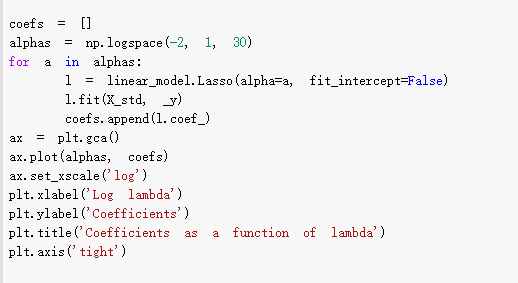 coefs = []
alphas = np.logspace(-2, 1, 30)
for a in alphas:
        l = linear_model.Lasso(alpha=a, fit_intercept=False)
        l.fit(X_std, _y)
        coefs.append(l.coef_)
ax = plt.gca()
ax.plot(alphas, coefs)
ax.set_xscale('log')
plt.xlabel('Log lambda')
plt.ylabel('Coefficients')
plt.title('Coefficients as a function of lambda')
plt.axis('tight')